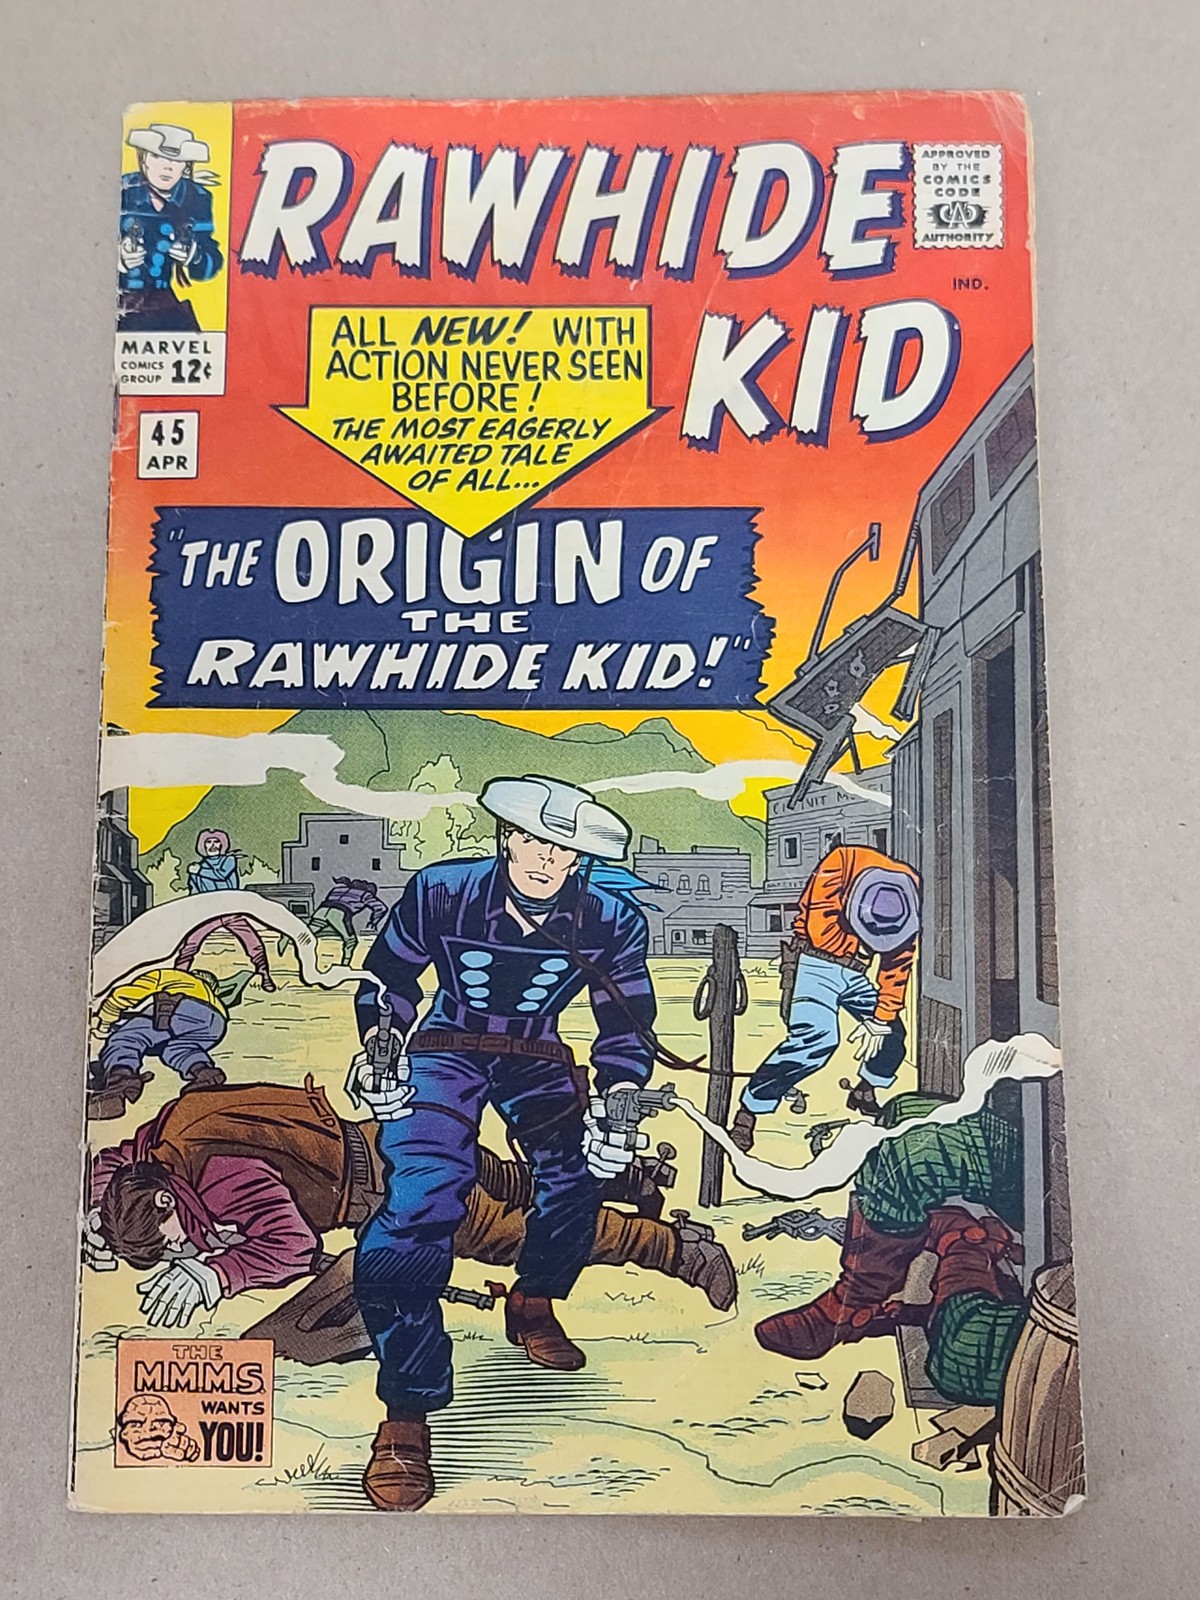 RAWHIDE
KID
APPROVED
BY THE
COMICS
CODE
AUTHORITY
IND.
MARVEL
COMICS
GROUP 12¢
45
APR
ALL NEW! WITH
ACTION NEVER SEEN
BEFORE!
THE MOST EAGERLY
AWAITED TALE
OF ALL...
"THE ORIGIN OF
THE
RAWHIDE KID!"
THE
M.M.M.S.
WANTS
YOU!